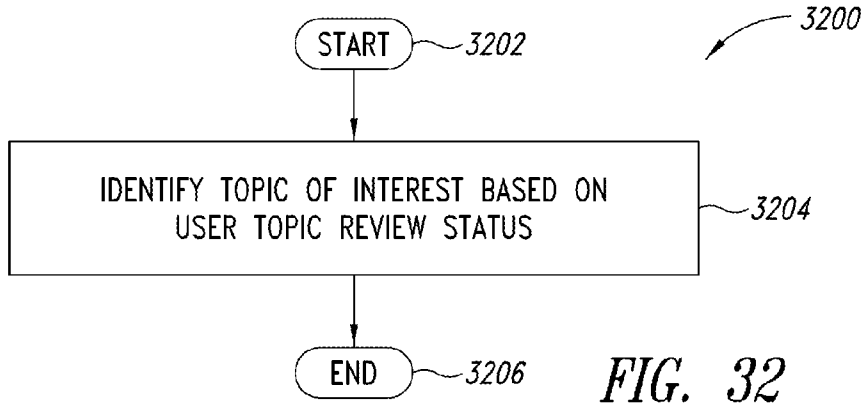 3200
START
3202
IDENTIFY TOPIC OF INTEREST BASED ON
USER TOPIC REVIEW STATUS
3204
END
3206
FIG. 32